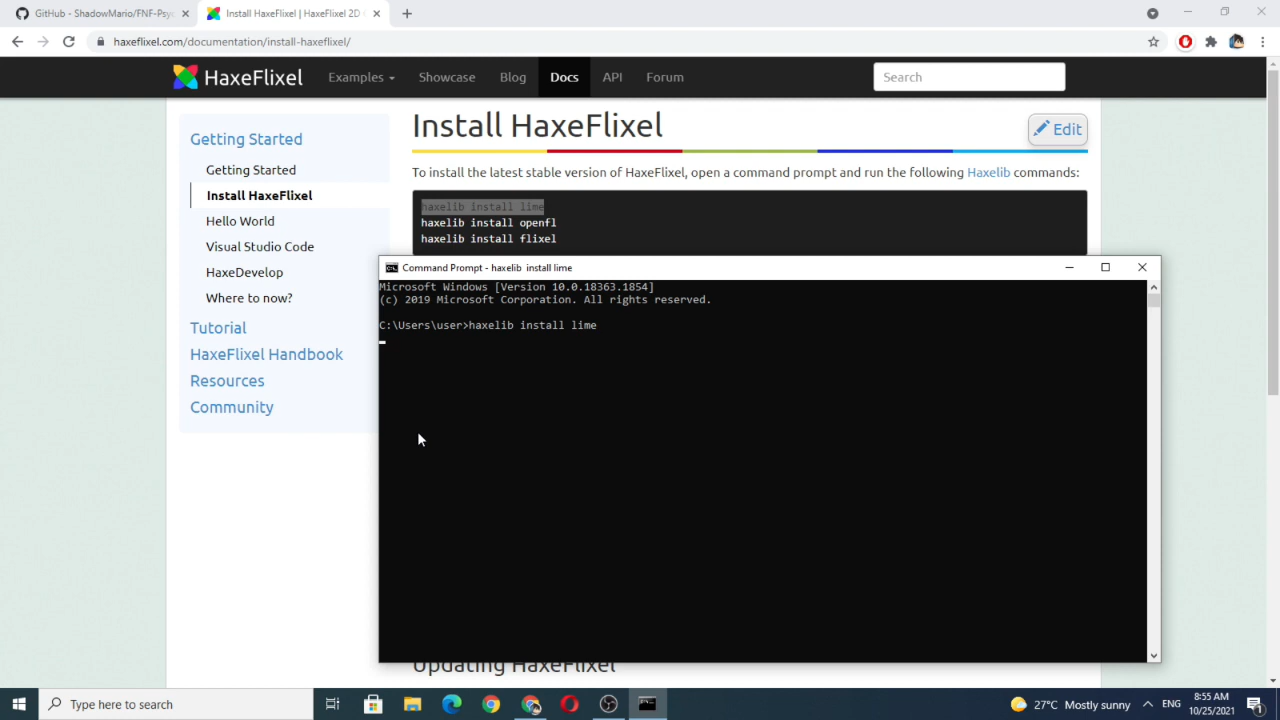 GitHub - ShadowMario/FNF-Psyc
Install HaxeFlixel | HaxeFlixel 2D
haxeflixel.com/documentation/install-haxeflixel/
HaxeFlixel
Examples
Showcase
Blog
Docs
API
Forum
Search
Getting Started
Getting Started
Install HaxeFlixel
Hello World
Visual Studio Code
HaxeDevelop
Where to now?
Tutorial
HaxeFlixel Handbook
Resources
Community
Install HaxeFlixel
Edit
To install the latest stable version of HaxeFlixel, open a command prompt and run the following Haxelib commands:
haxelib install lime
haxelib install openfl
haxelib install flixel
Command Prompt - haxelib install lime
Microsoft Windows [Version 10.0.18363.1854]
(c) 2019 Microsoft Corporation. All rights reserved.
C:\Users\user>haxelib install lime
Updating HaxeFlixel
Type here to search
27°C Mostly sunny
ENG
8:55 AM
10/25/2021
1